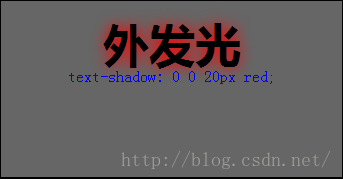 外发光
text-shadow: 0 0 20px red;
http://blog.csdn.net/